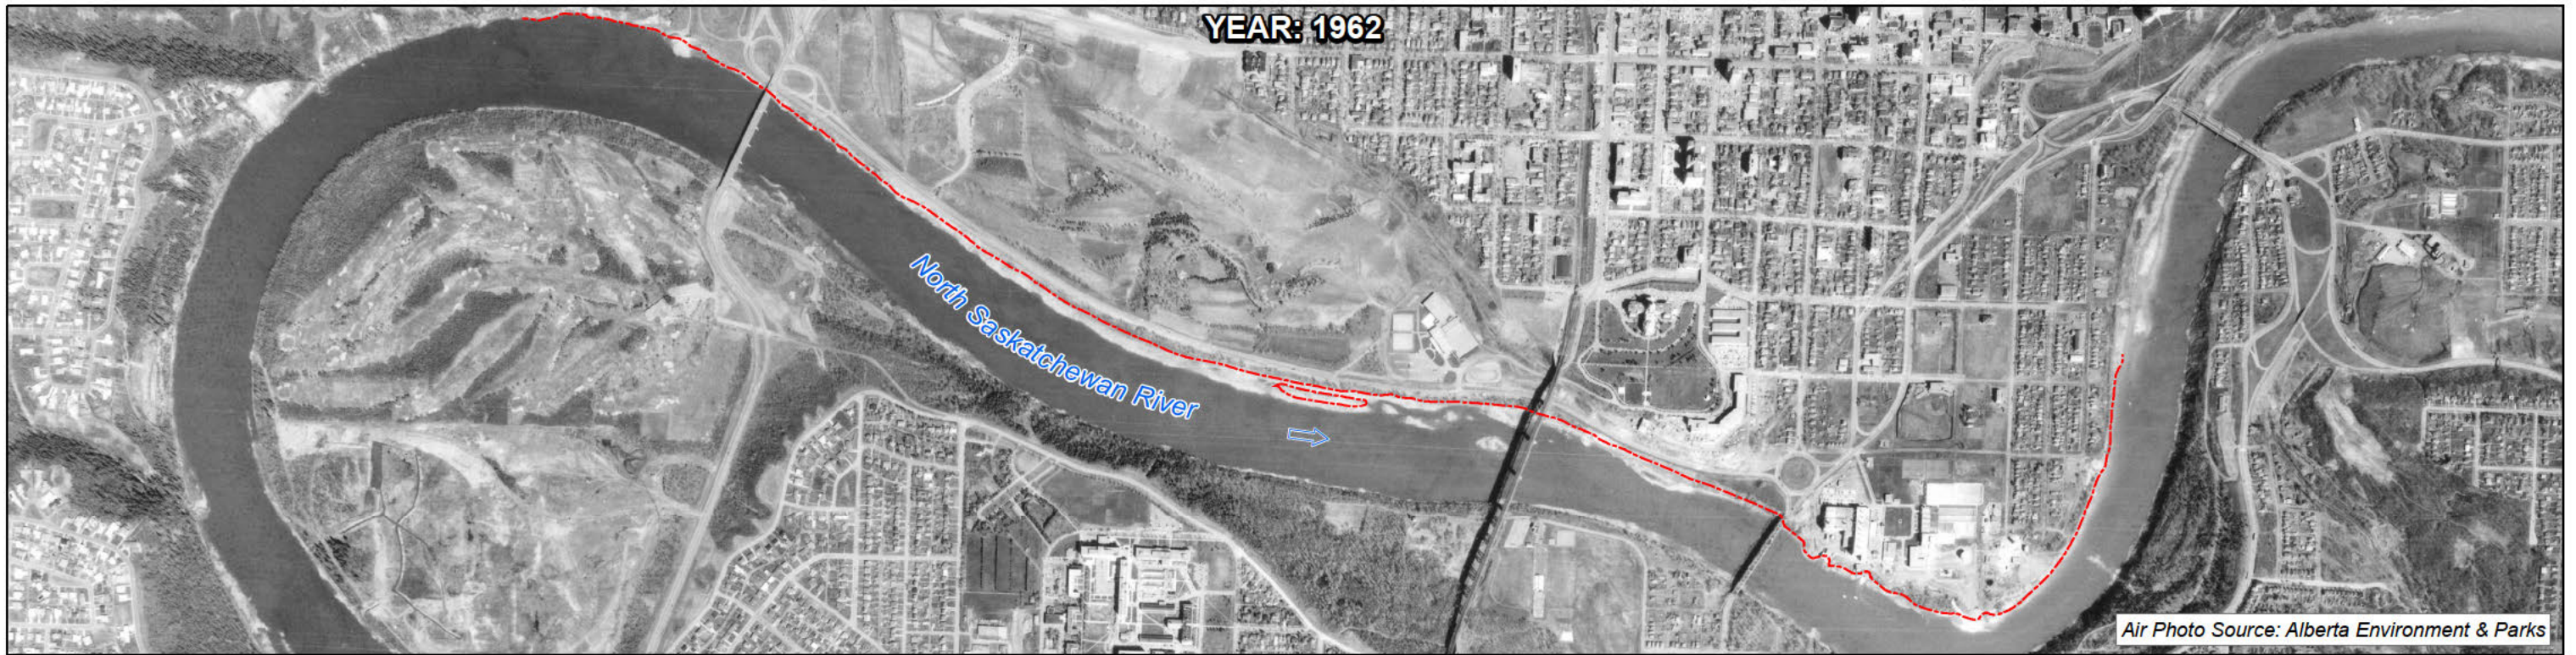 YEAR: 1962
North Saskatchewan River
Air Photo Source: Alberta Environment & Parks